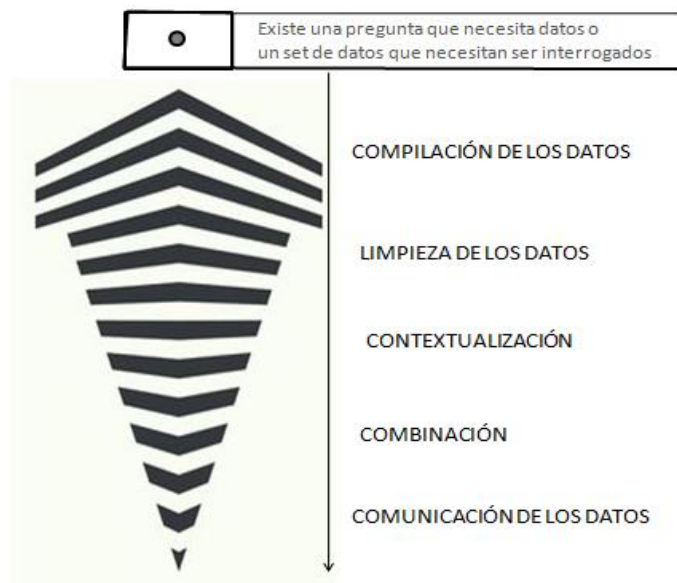 Existe una pregunta que necesita datos o
un set de datos que necesitan ser interrogados
COMPILACIÓN DE LOS DATOS
LIMPIEZA DE LOS DATOS
CONTEXTUALIZACIÓN
COMBINACIÓN
COMUNICACIÓN DE LOS DATOS